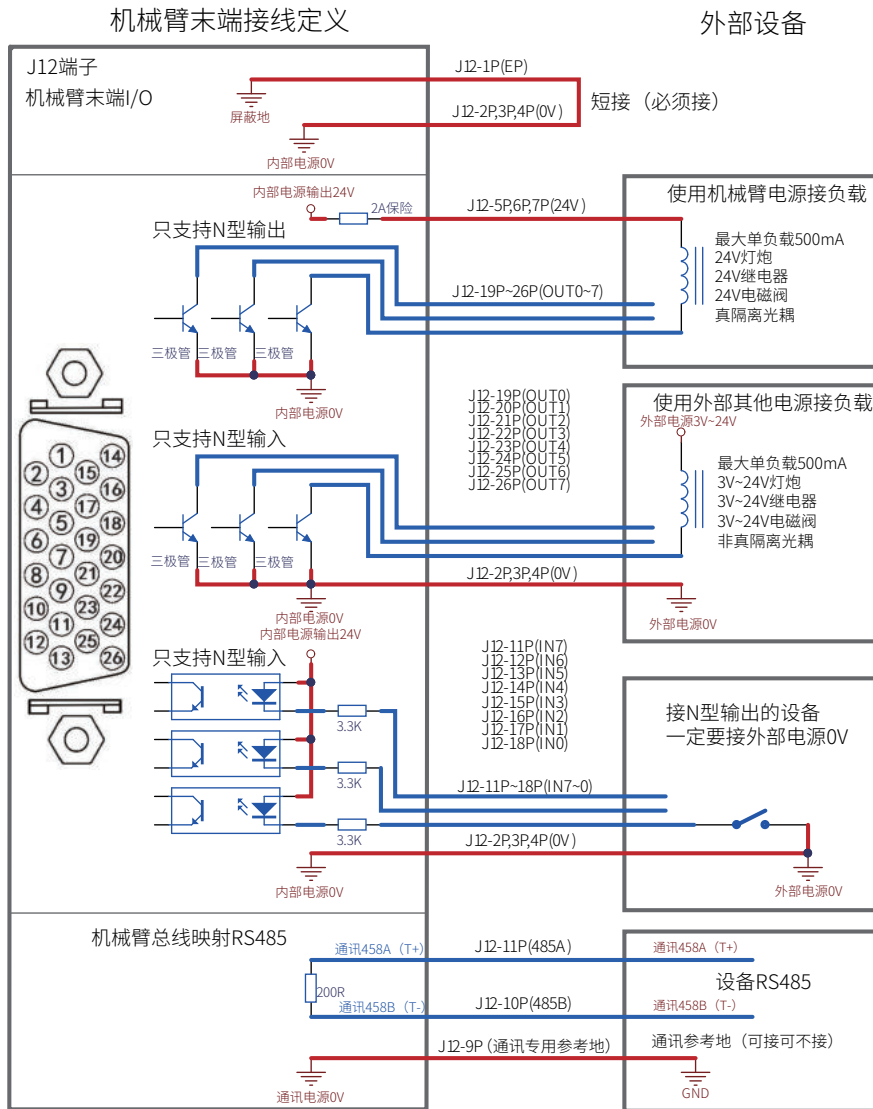 机械臂末端接线定义
外部设备
J12端子
机械臂末端I/O
J12-1P(EP)
屏蔽地
J12-2P,3P,4P(0V)
短接（必须接）
内部电源0V
内部电源输出24V
2A保险
J12-5P,6P,7P(24V)
只支持N型输出
J12-19P~26P(OUT0~7)
三极管 三极管 三极管
内部电源0V
使用机械臂电源接负载
最大单负载500mA
24V灯炮
24V继电器
24V电磁阀
真隔离光耦
J12-19P(OUT0)
J12-20P(OUT1)
J12-21P(OUT2)
J12-22P(OUT3)
J12-23P(OUT4)
J12-24P(OUT5)
J12-25P(OUT6)
J12-26P(OUT7)
只支持N型输入
三极管 三极管 三极管
J12-2P,3P,4P(0V)
内部电源0V
使用外部其他电源接负载
外部电源3V~24V
最大单负载500mA
3V~24V灯炮
3V~24V继电器
3V~24V电磁阀
非真隔离光耦
外部电源0V
1
2
3
4
5
6
7
8
9
10
11
12
13
14
15
16
17
18
19
20
21
22
23
24
25
26
内部电源输出24V
只支持N型输入
3.3K
3.3K
3.3K
J12-11P(IN7)
J12-12P(IN6)
J12-13P(IN5)
J12-14P(IN4)
J12-15P(IN3)
J12-16P(IN2)
J12-17P(IN1)
J12-18P(IN0)
J12-11P~18P(IN7~0)
J12-2P,3P,4P(0V)
内部电源0V
接N型输出的设备
一定要接外部电源0V
外部电源0V
机械臂总线映射RS485
通讯458A（T+）
J12-11P(485A)
通讯458A（T+）
200R
设备RS485
通讯458B（T-）
J12-10P(485B)
通讯458B（T-）
J12-9P（通讯专用参考地）
通讯参考地（可接可不接）
通讯电源0V
GND